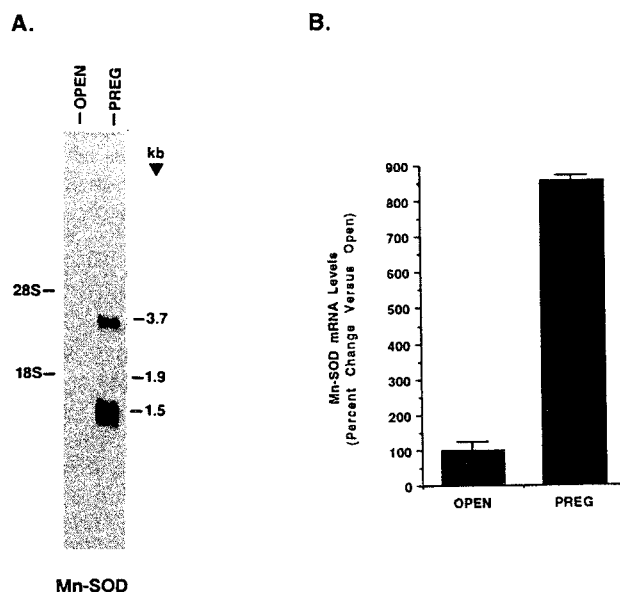 A.
–OPEN
–PREG
kb
28S–
–3.7
18S–
–1.9
–1.5
Mn-SOD
B.
Mn-SOD mRNA Levels
(Percent Change Versus Open)
900
800
700
600
500
400
300
200
100
0
OPEN
PREG